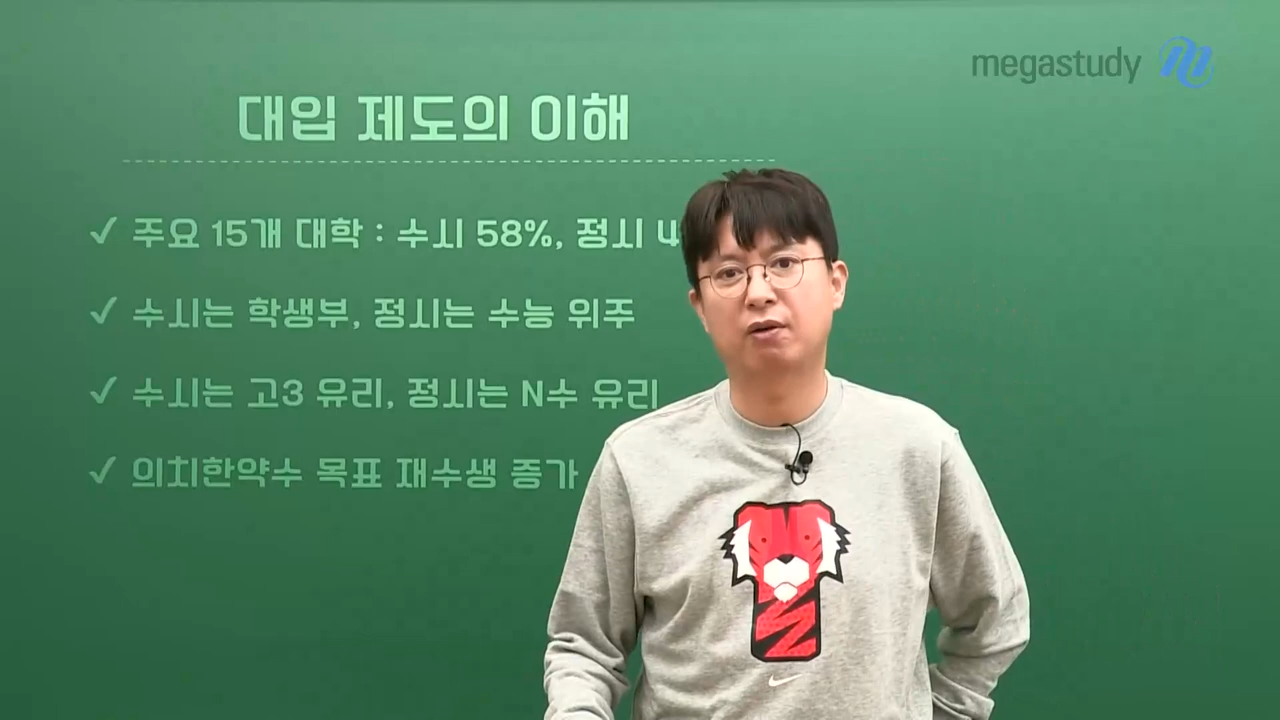 megastudy
대입 제도의 이해
✓ 주요 15개 대학 : 수시 58%, 정시 4
✓ 수시는 학생부, 정시는 수능 위주
✓ 수시는 고3 유리, 정시는 N수 유리
✓ 의치한약수 목표 재수생 증가